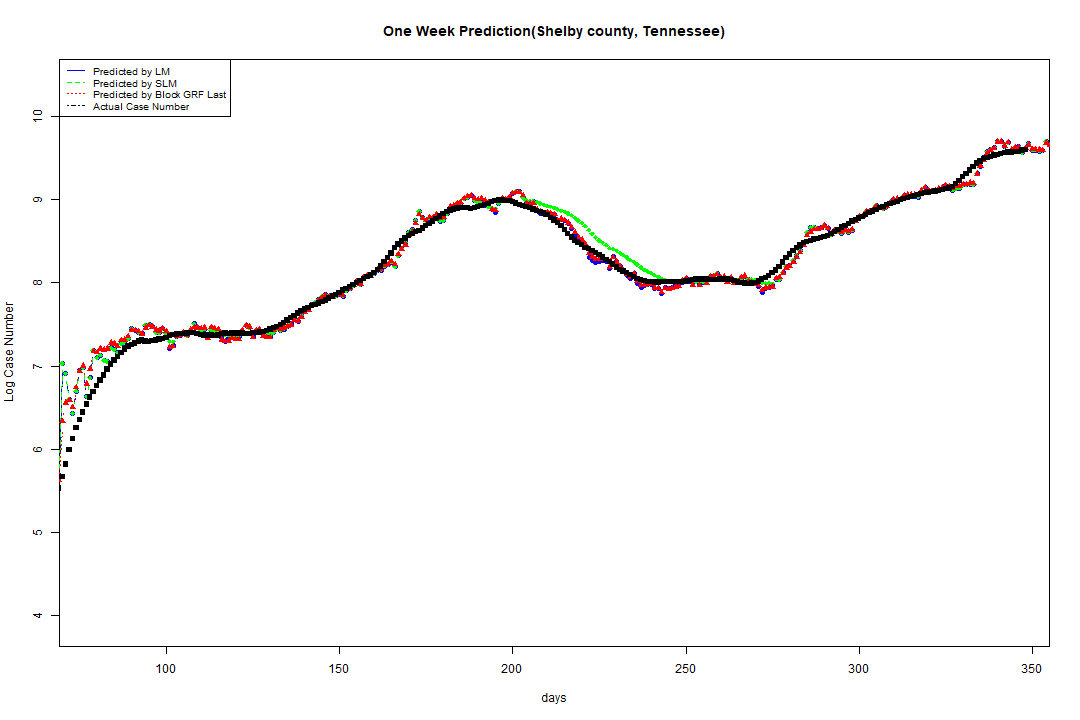 One Week Prediction(Shelby county, Tennessee)
Predicted by LM
Predicted by SLM
Predicted by Block GRF Last
Actual Case Number
10
9
8
7
6
5
4
Log Case Number
100 150 200 250 300 350
days